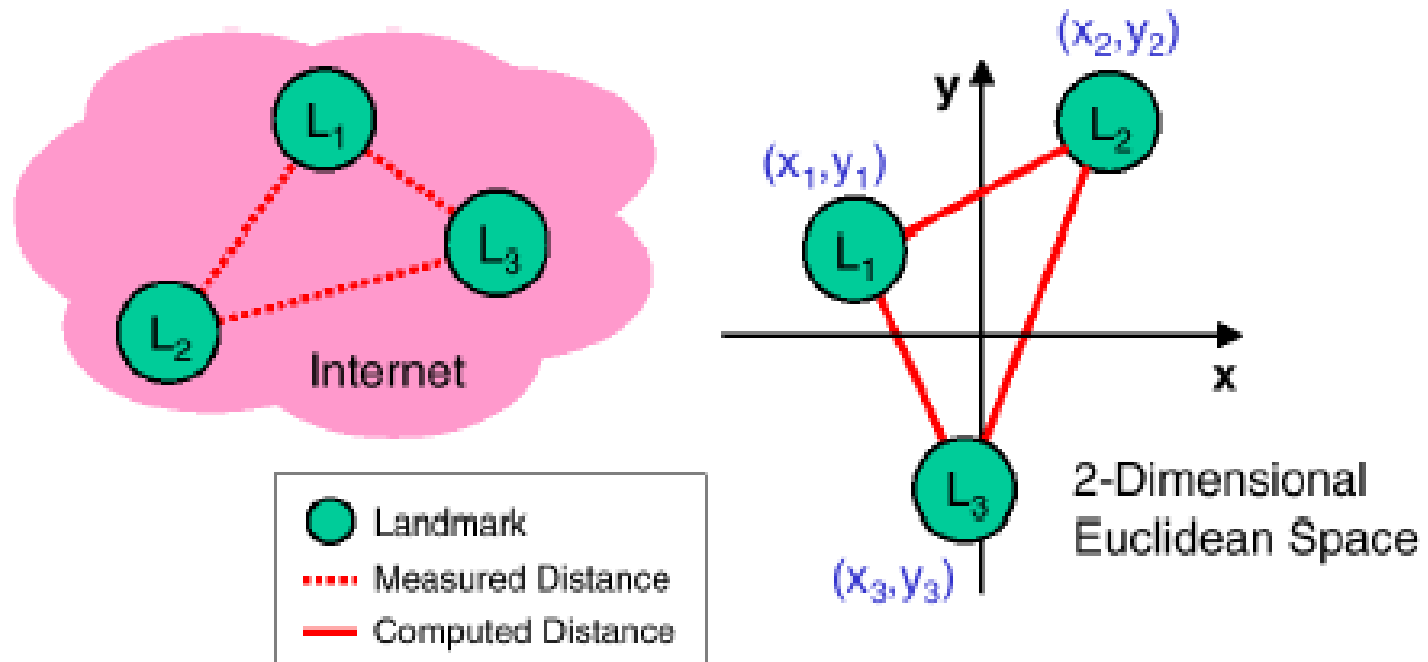 L₁
L₃
L₂
Internet
Landmark
Measured Distance
Computed Distance
(x₂,y₂)
y
L₂
(x₁,y₁)
L₁
x
L₃
2-Dimensional
Euclidean Space
(x₃,y₃)